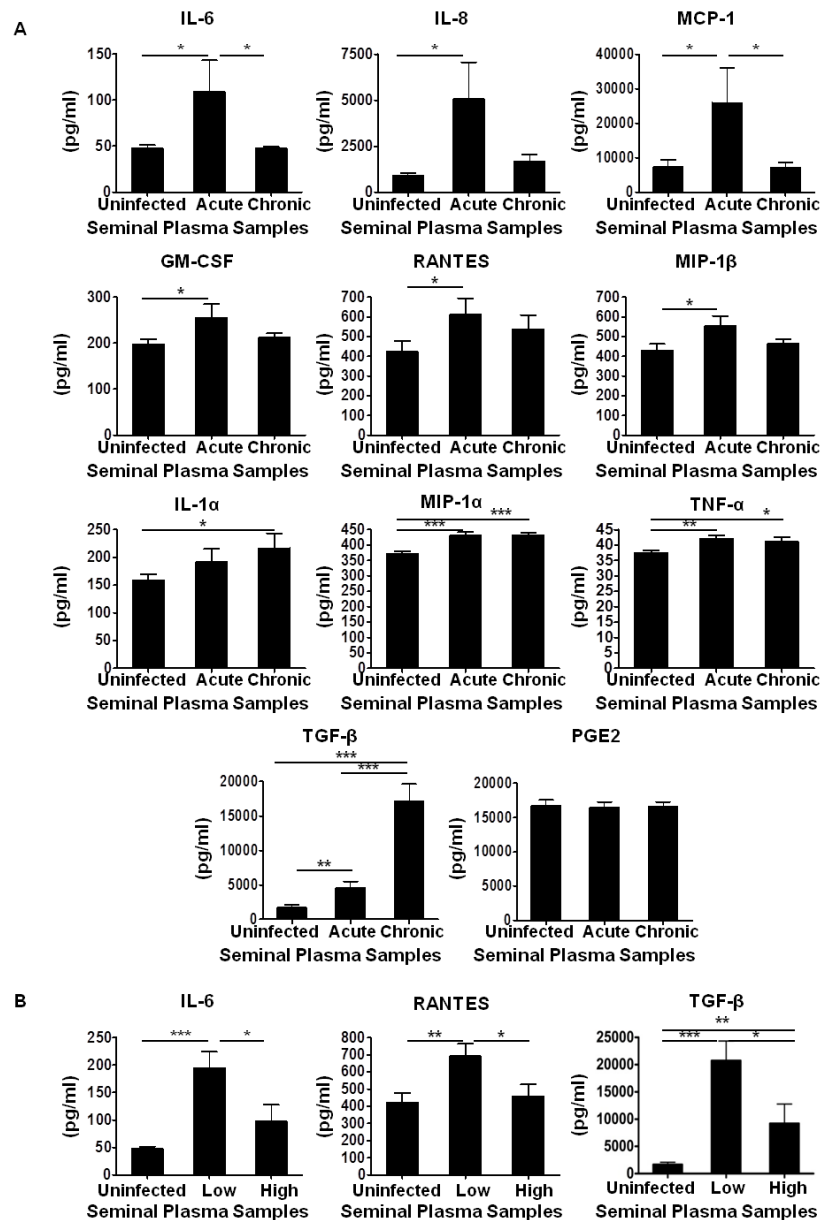 A
IL-6
IL-8
MCP-1
* *
*
* *
(pg/ml)
150
100
50
0
(pg/ml)
7500
5000
2500
0
(pg/ml)
40000
30000
20000
10000
0
Uninfected Acute Chronic
Uninfected Acute Chronic
Uninfected Acute Chronic
Seminal Plasma Samples
Seminal Plasma Samples
Seminal Plasma Samples
GM-CSF
RANTES
MIP-1β
*
*
*
(pg/ml)
300
200
100
0
(pg/ml)
700
600
500
400
300
200
100
0
(pg/ml)
700
600
500
400
300
200
100
0
Uninfected Acute Chronic
Uninfected Acute Chronic
Uninfected Acute Chronic
Seminal Plasma Samples
Seminal Plasma Samples
Seminal Plasma Samples
IL-1α
MIP-1α
TNF-α
*
*** ***
** *
(pg/ml)
250
200
150
100
50
0
(pg/ml)
450
400
350
300
250
200
150
100
50
0
(pg/ml)
45
40
35
30
25
20
15
10
5
0
Uninfected Acute Chronic
Uninfected Acute Chronic
Uninfected Acute Chronic
Seminal Plasma Samples
Seminal Plasma Samples
Seminal Plasma Samples
TGF-β
PGE2
***
***
**
(pg/ml)
20000
15000
10000
5000
0
(pg/ml)
20000
15000
10000
5000
0
Uninfected Acute Chronic
Uninfected Acute Chronic
Seminal Plasma Samples
Seminal Plasma Samples
B
IL-6
RANTES
TGF-β
*** *
** *
**
*** *
(pg/ml)
250
200
150
100
50
0
(pg/ml)
800
700
600
500
400
300
200
100
0
(pg/ml)
25000
20000
15000
10000
5000
0
Uninfected Low High
Uninfected Low High
Uninfected Low High
Seminal Plasma Samples
Seminal Plasma Samples
Seminal Plasma Samples